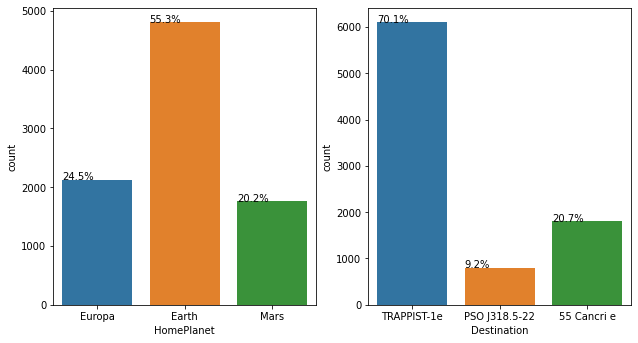 5000
4000
3000
2000
1000
0
count
55.3%
24.5%
20.2%
Europa
Earth
Mars
HomePlanet
6000
5000
4000
3000
2000
1000
0
count
70.1%
9.2%
20.7%
TRAPPIST-1e
PSO J318.5-22
55 Cancri e
Destination